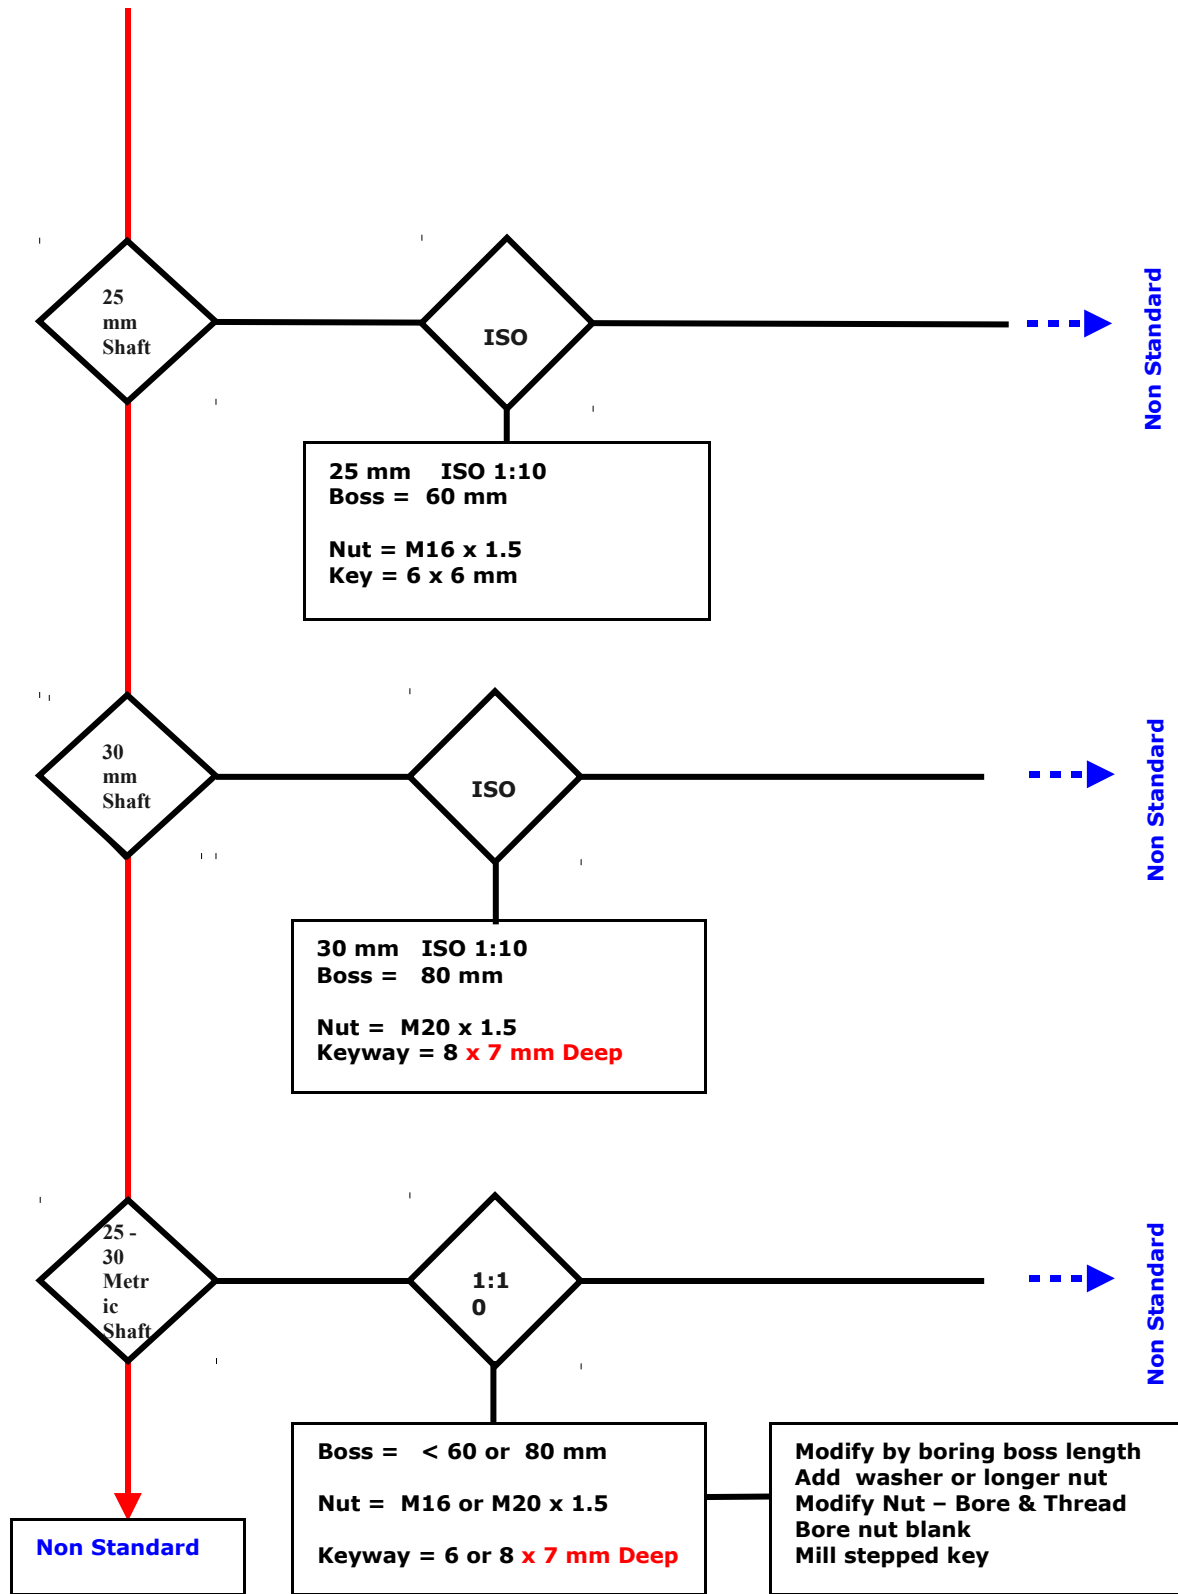 25
mm
Shaft
ISO
Non Standard
25 mm    ISO 1:10
Boss =  60 mm
Nut = M16 x 1.5
Key = 6 x 6 mm
30
mm
Shaft
ISO
Non Standard
30 mm   ISO 1:10
Boss =   80 mm
Nut =  M20 x 1.5
Keyway = 8 x 7 mm Deep
25 -
30
Metr
ic
Shaft
1:1
0
Non Standard
Boss =   < 60 or  80 mm
Nut =  M16 or M20 x 1.5
Keyway = 6 or 8 x 7 mm Deep
Modify by boring boss length
Add  washer or longer nut
Modify Nut – Bore & Thread
Bore nut blank
Mill stepped key
Non Standard